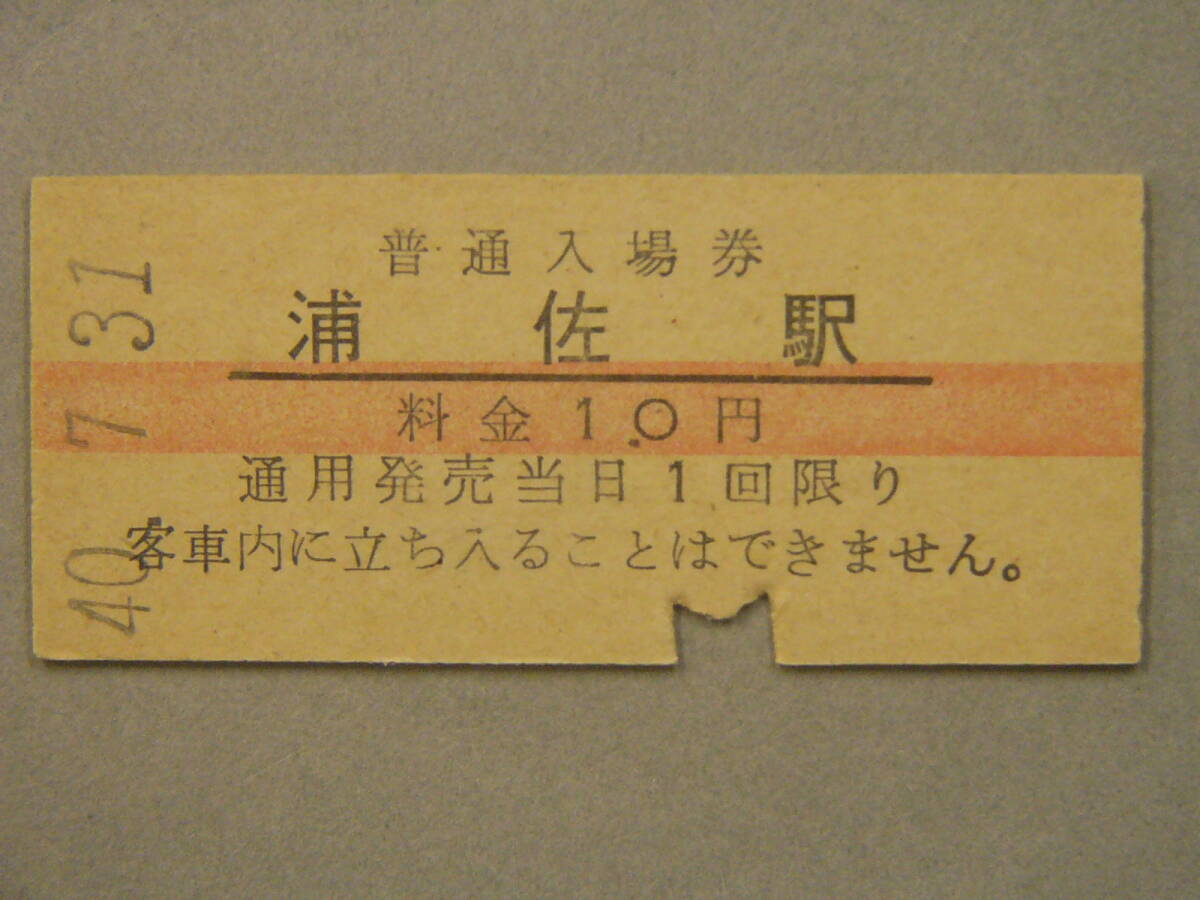 普通入場券
浦佐駅
料金10円
通用発売当日1回限り
客車内に立ち入ることはできません。
40 7 31